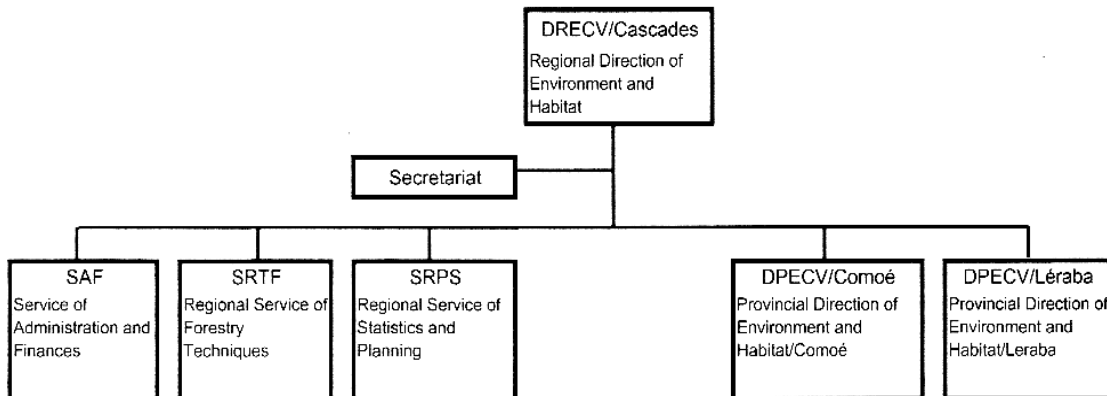 DRECV/Cascades
Regional Direction of
Environment and
Habitat
Secretariat
SAF
Service of
Administration and
Finances
SRTF
Regional Service of
Forestry
Techniques
SRPS
Regional Service of
Statistics and
Planning
DPECV/Comoé
Provincial Direction of
Environment and
Habitat/Comoé
DPECV/Léraba
Provincial Direction of
Environment and
Habitat/Leraba